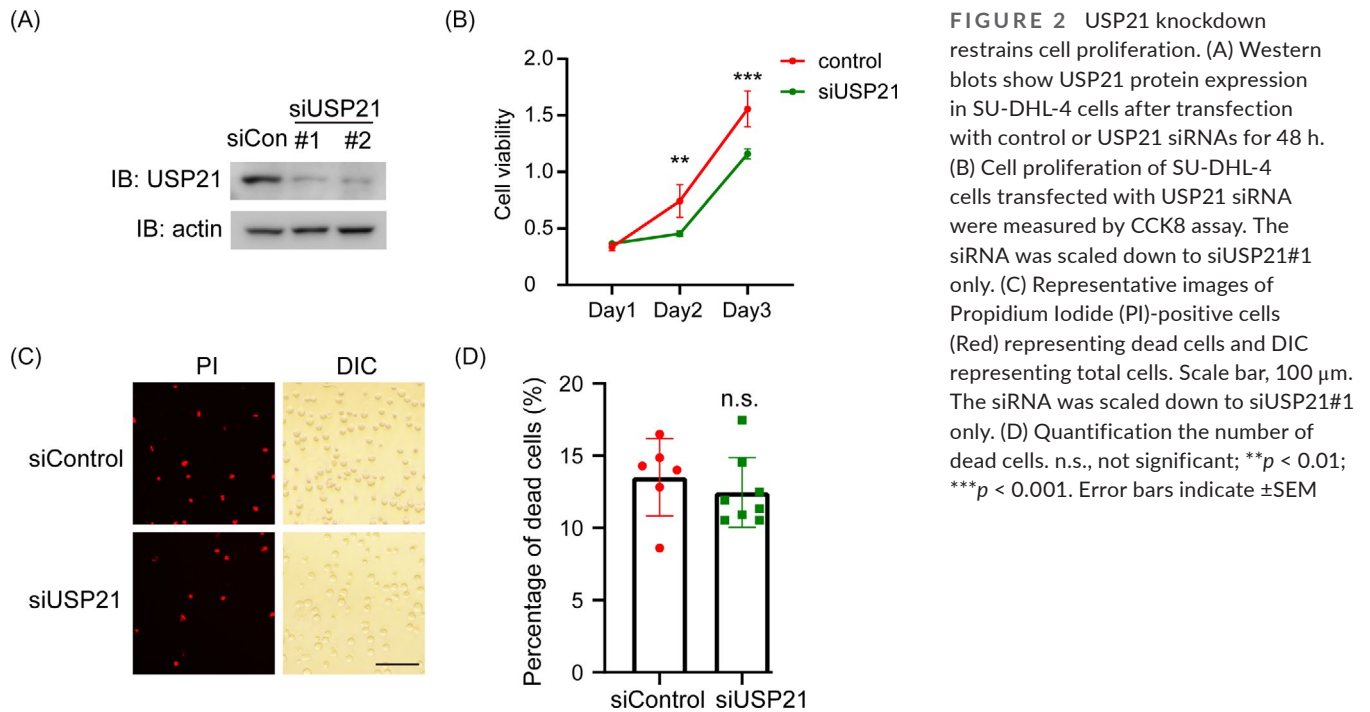 (A)
siUSP21
siCon #1 #2
IB: USP21
IB: actin
(B)
Cell viability
2.0
1.5
1.0
0.5
0
Day1 Day2 Day3
**
***
control
siUSP21
(C)
PI DIC
siControl
siUSP21
(D)
Percentage of dead cells (%)
20
15
10
5
0
n.s.
siControl siUSP21
FIGURE 2 USP21 knockdown
restrains cell proliferation. (A) Western
blots show USP21 protein expression
in SU-DHL-4 cells after transfection
with control or USP21 siRNAs for 48 h.
(B) Cell proliferation of SU-DHL-4
cells transfected with USP21 siRNA
were measured by CCK8 assay. The
siRNA was scaled down to siUSP21#1
only. (C) Representative images of
Propidium Iodide (PI)-positive cells
(Red) representing dead cells and DIC
representing total cells. Scale bar, 100 μm.
The siRNA was scaled down to siUSP21#1
only. (D) Quantification the number of
dead cells. n.s., not significant; **p < 0.01;
***p < 0.001. Error bars indicate ±SEM